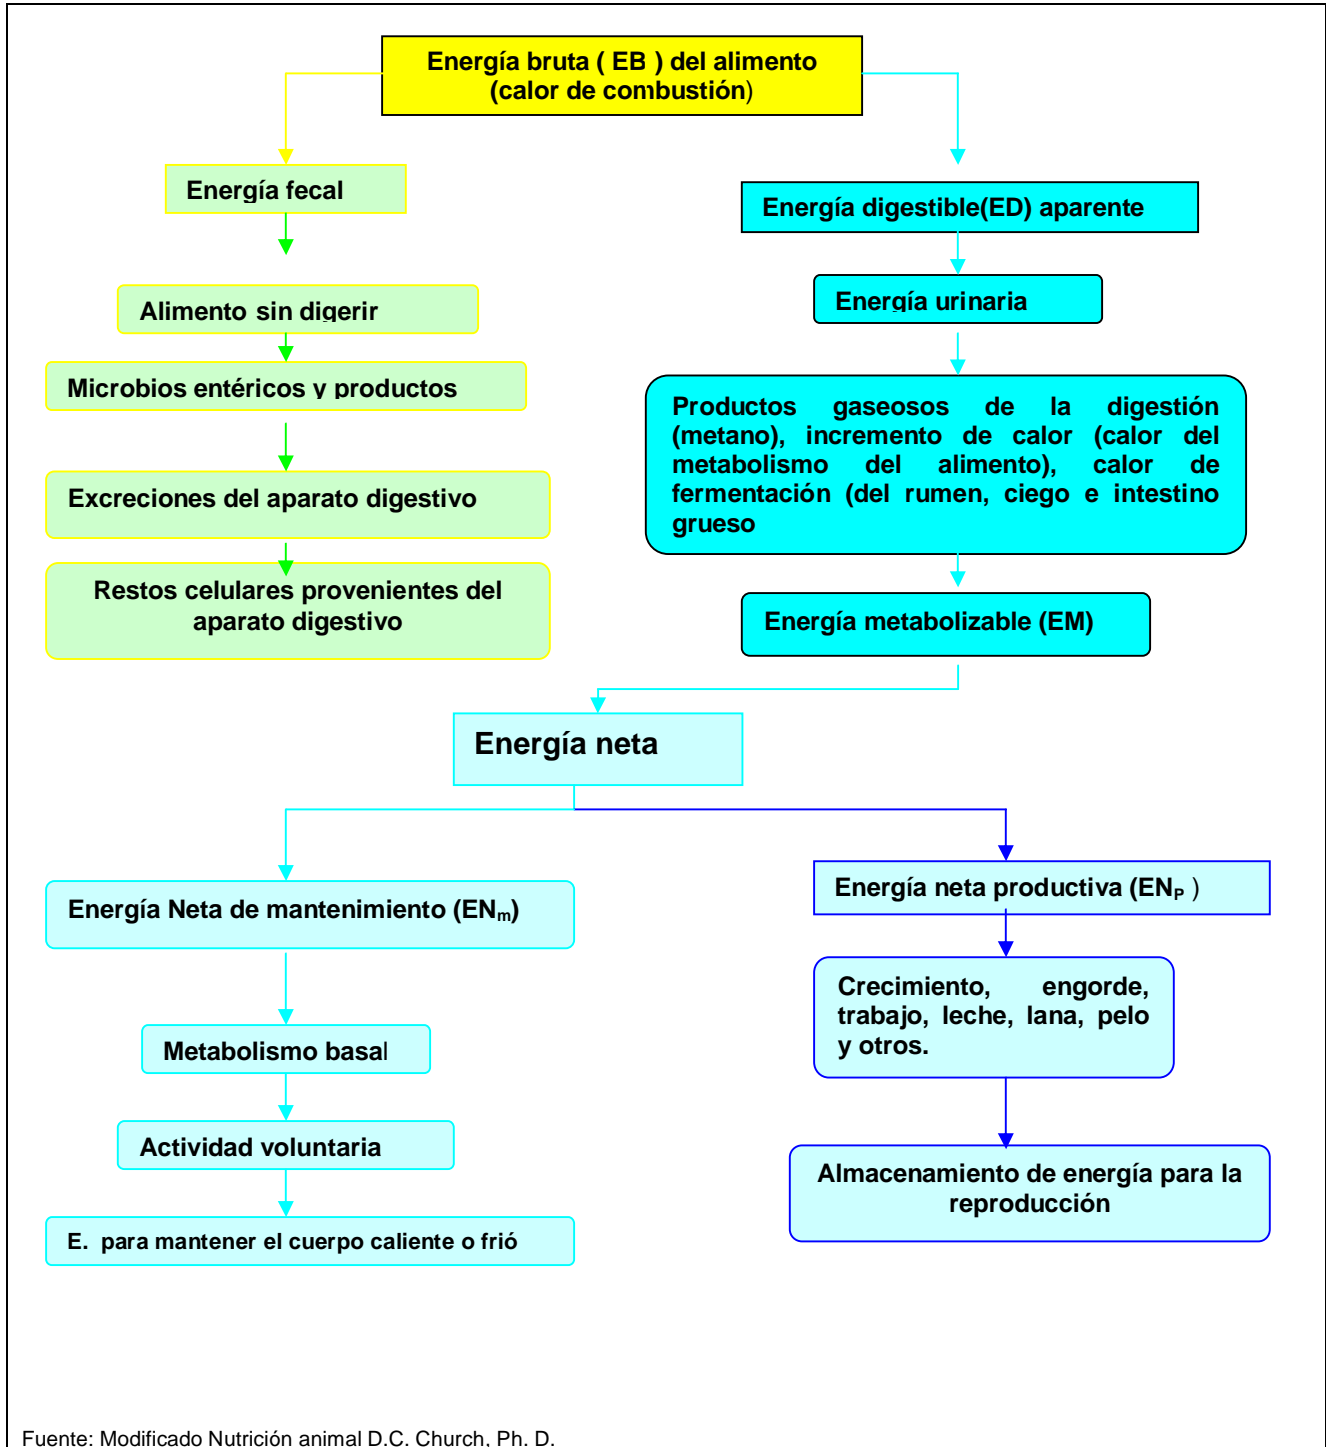 Energía bruta ( EB ) del alimento
(calor de combustión)
Energía fecal
Energía digestible(ED) aparente
Energía urinaria
Alimento sin digerir
Microbios entéricos y productos
Productos gaseosos de la digestión
(metano), incremento de calor (calor del
metabolismo del alimento), calor de
fermentación (del rumen, ciego e intestino
grueso
Excreciones del aparato digestivo
Restos celulares provenientes del
aparato digestivo
Energía metabolizable (EM)
Energía neta
Energía Neta de mantenimiento (ENm)
Energía neta productiva (ENP )
Crecimiento, engorde,
trabajo, leche, lana, pelo
y otros.
Metabolismo basal
Actividad voluntaria
Almacenamiento de energía para la
reproducción
E. para mantener el cuerpo caliente o frió
Fuente: Modificado Nutrición animal D.C. Church, Ph. D.